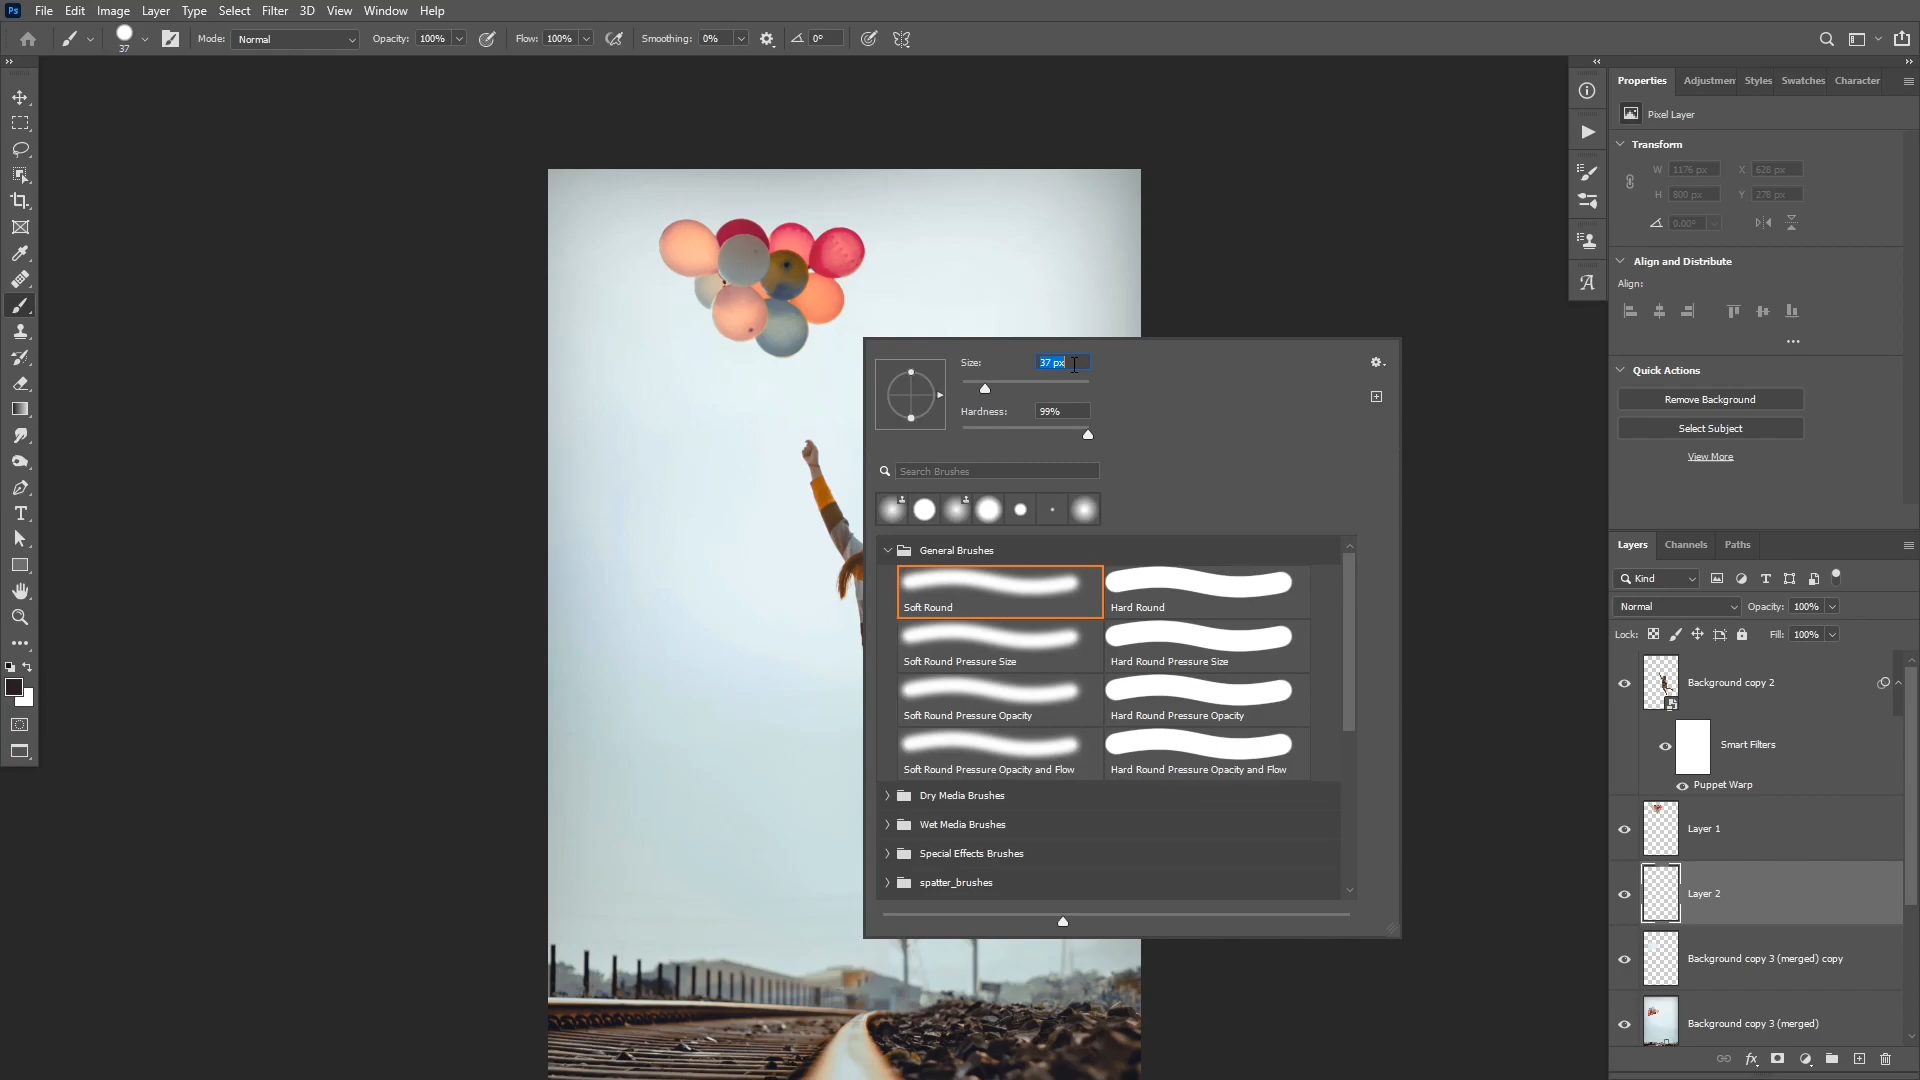 Ps File Edit Image Layer Type Select Filter 3D View Window Help
37 Mode: Normal Opacity: 100% Flow: 100% Smoothing: 0% 0°
Properties Adjustmen Styles Swatches Character
Pixel Layer
Transform
W 1176 px X 628 px
H 800 px Y 278 px
0.00°
Align and Distribute
Align:
Quick Actions
Remove Background
Select Subject
View More
Size: 37 px
Hardness: 99%
Search Brushes
General Brushes
Soft Round Hard Round
Soft Round Pressure Size Hard Round Pressure Size
Soft Round Pressure Opacity Hard Round Pressure Opacity
Soft Round Pressure Opacity and Flow Hard Round Pressure Opacity and Flow
Dry Media Brushes
Wet Media Brushes
Special Effects Brushes
spatter_brushes
Layers Channels Paths
Kind
Normal Opacity: 100%
Lock: Fill: 100%
Background copy 2
Smart Filters
Puppet Warp
Layer 1
Layer 2
Background copy 3 (merged) copy
Background copy 3 (merged)
fx